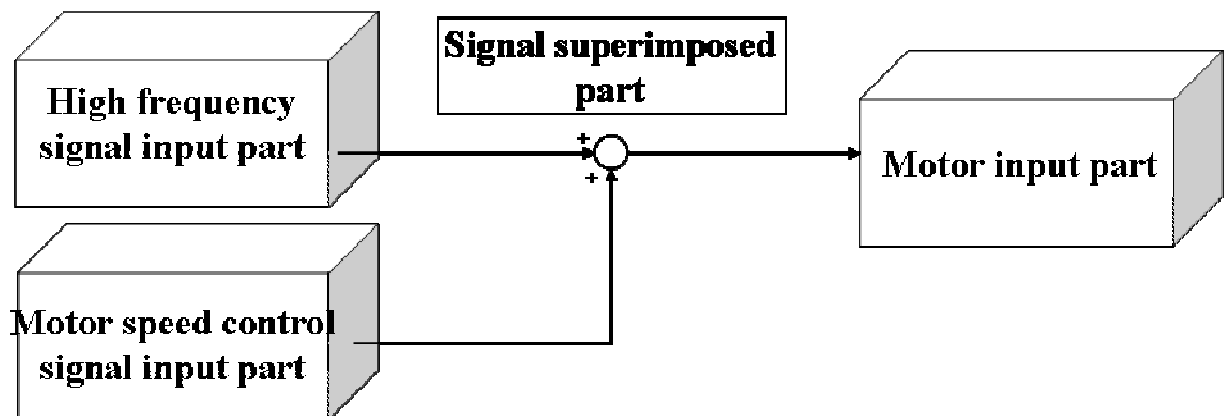 High frequency
signal input part
Signal superimposed
part
+
+
Motor input part
Motor speed control
signal input part